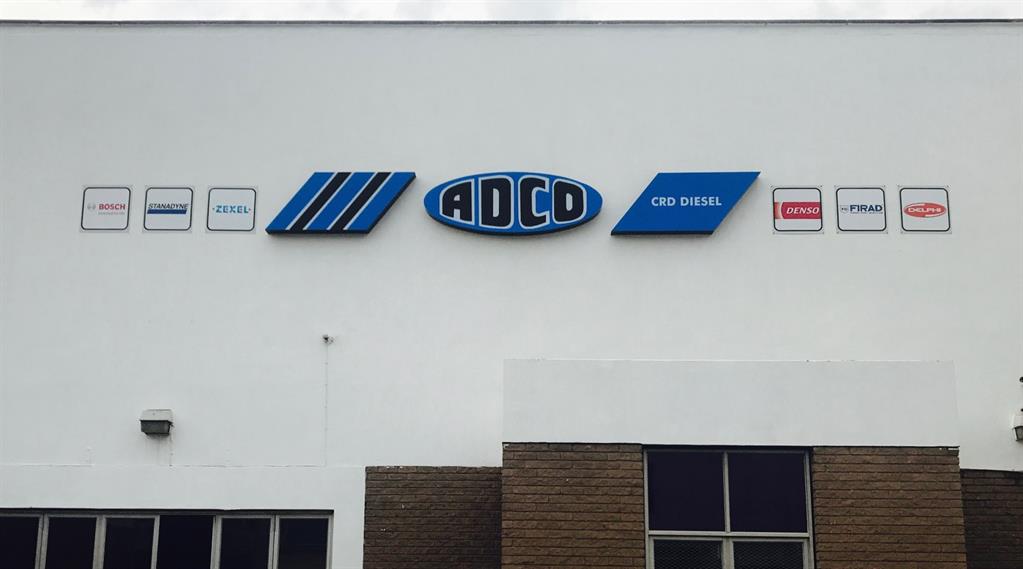 BOSCH
STANADYNE
ZEXEL
ADCO
CRD DIESEL
DENSO
FIRAD
DELPHI